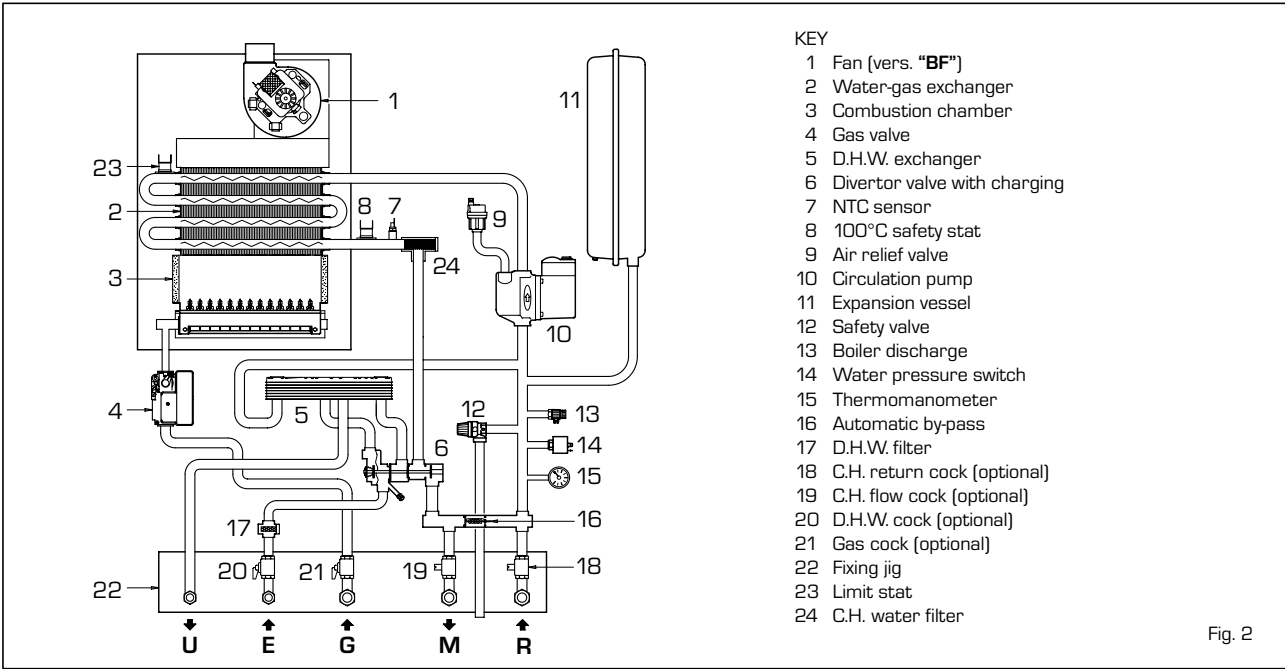 1
11
23
2
8
7
9
24
3
10
4
5
12
13
6
14
15
17
16
20
21
19
18
22
U
E
G
M
R
KEY
1 Fan (vers. “BF”)
2 Water-gas exchanger
3 Combustion chamber
4 Gas valve
5 D.H.W. exchanger
6 Divertor valve with charging
7 NTC sensor
8 100°C safety stat
9 Air relief valve
10 Circulation pump
11 Expansion vessel
12 Safety valve
13 Boiler discharge
14 Water pressure switch
15 Thermomanometer
16 Automatic by-pass
17 D.H.W. filter
18 C.H. return cock (optional)
19 C.H. flow cock (optional)
20 D.H.W. cock (optional)
21 Gas cock (optional)
22 Fixing jig
23 Limit stat
24 C.H. water filter
Fig. 2